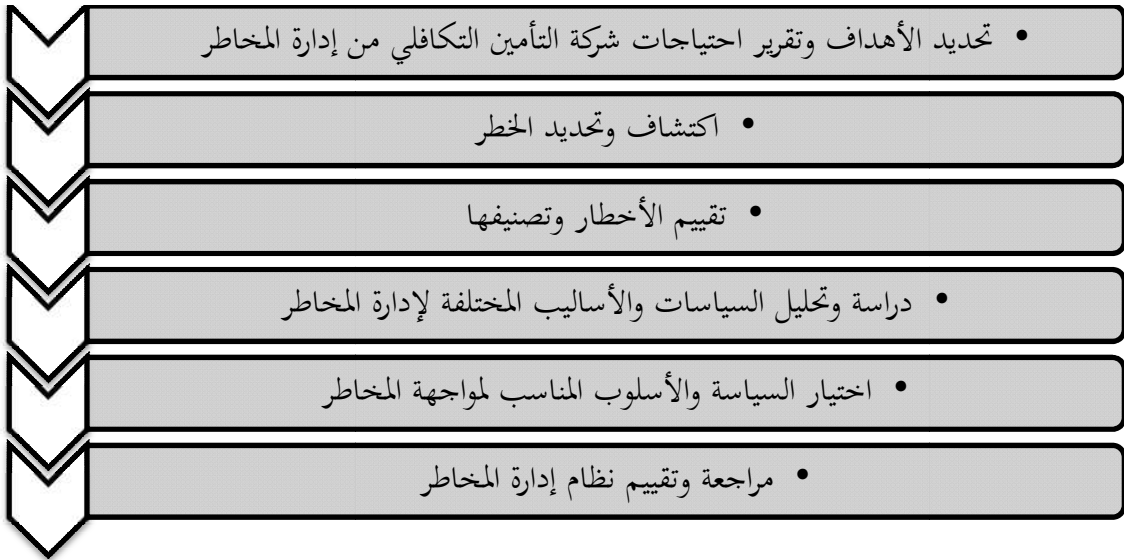 • تحديد الأهداف وتقرير احتياجات شركة التأمين التكافلي من إدارة المخاطر
• اكتشاف وتحديد الخطر
• تقييم الأخطار وتصنيفها
• دراسة وتحليل السياسات والأساليب المختلفة لإدارة المخاطر
• اختيار السياسة والأسلوب المناسب لمواجهة المخاطر
• مراجعة وتقييم نظام إدارة المخاطر